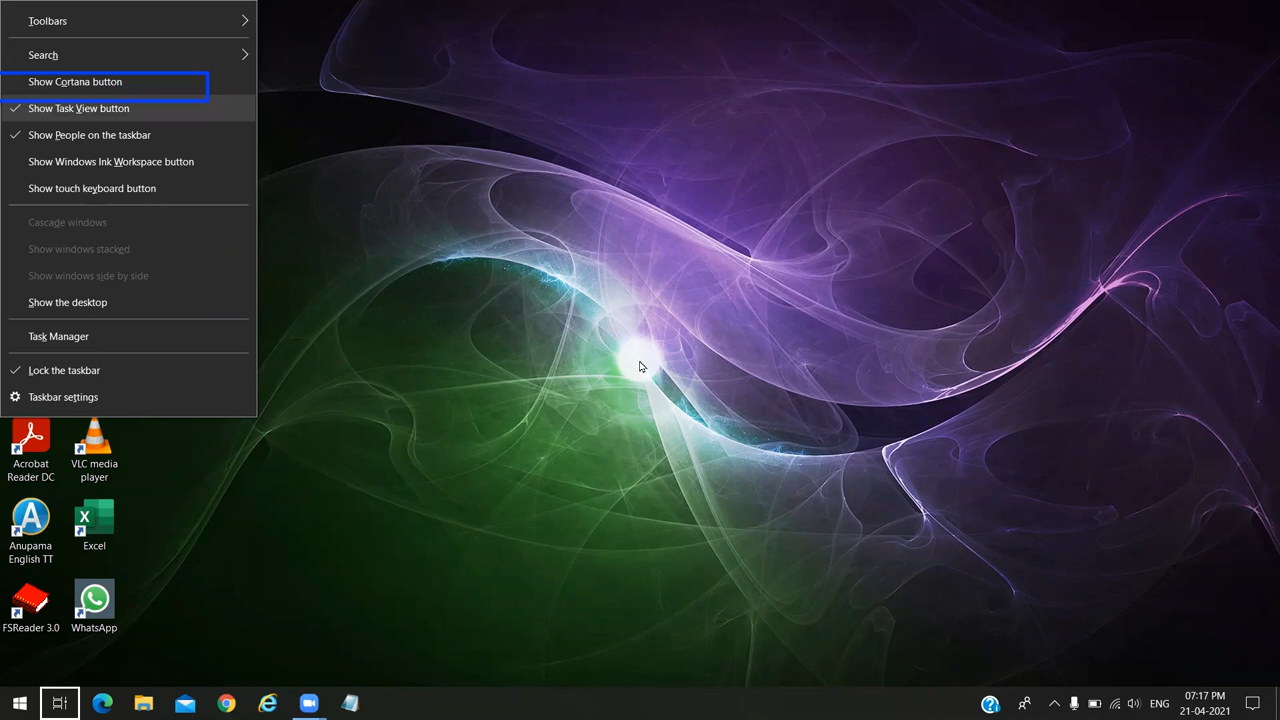 Toolbars
Search
Show Cortana button
Show Task View button
Show People on the taskbar
Show Windows Ink Workspace button
Show touch keyboard button
Cascade windows
Show windows stacked
Show windows side by side
Show the desktop
Task Manager
Lock the taskbar
Taskbar settings
Acrobat
Reader DC
VLC media
player
Anupama
English TT
Excel
FSReader 3.0
WhatsApp
ENG
07:17 PM
21-04-2021